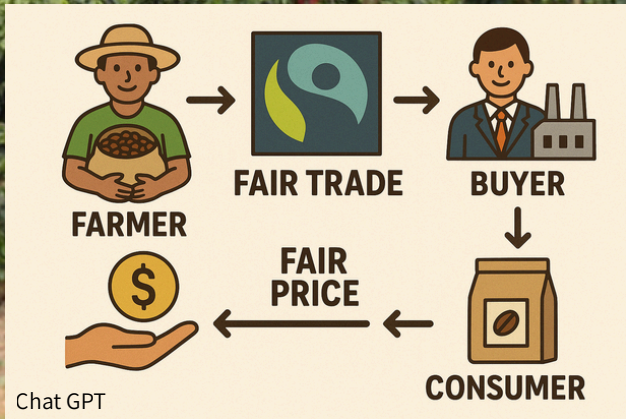 FARMER
FAIR TRADE
BUYER
$
FAIR
PRICE
CONSUMER
Chat GPT